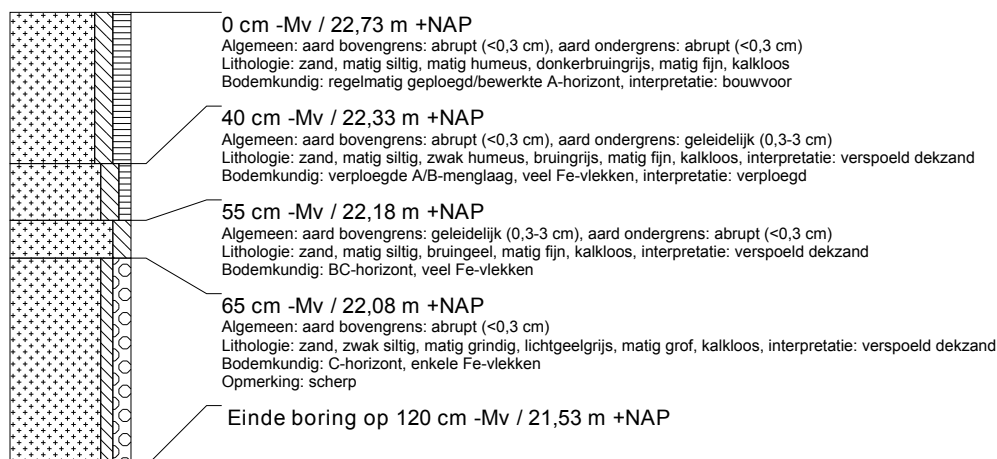 0 cm -Mv / 22,73 m +NAP
Algemeen: aard bovengrens: abrupt (<0,3 cm), aard ondergrens: abrupt (<0,3 cm)
Lithologie: zand, matig siltig, matig humeus, donkerbruingrijs, matig fijn, kalkloos
Bodemkundig: regelmatig geploegd/bewerkte A-horizont, interpretatie: bouwvoor
40 cm -Mv / 22,33 m +NAP
Algemeen: aard bovengrens: abrupt (<0,3 cm), aard ondergrens: geleidelijk (0,3-3 cm)
Lithologie: zand, matig siltig, zwak humeus, bruingrijs, matig fijn, kalkloos, interpretatie: verspoeld dekzand
Bodemkundig: verploegde A/B-menglaag, veel Fe-vlekken, interpretatie: verploegd
55 cm -Mv / 22,18 m +NAP
Algemeen: aard bovengrens: geleidelijk (0,3-3 cm), aard ondergrens: abrupt (<0,3 cm)
Lithologie: zand, matig siltig, bruingeel, matig fijn, kalkloos, interpretatie: verspoeld dekzand
Bodemkundig: BC-horizont, veel Fe-vlekken
65 cm -Mv / 22,08 m +NAP
Algemeen: aard bovengrens: abrupt (<0,3 cm)
Lithologie: zand, zwak siltig, matig grindig, lichtgeelgrijs, matig grof, kalkloos, interpretatie: verspoeld dekzand
Bodemkundig: C-horizont, enkele Fe-vlekken
Opmerking: scherp
Einde boring op 120 cm -Mv / 21,53 m +NAP